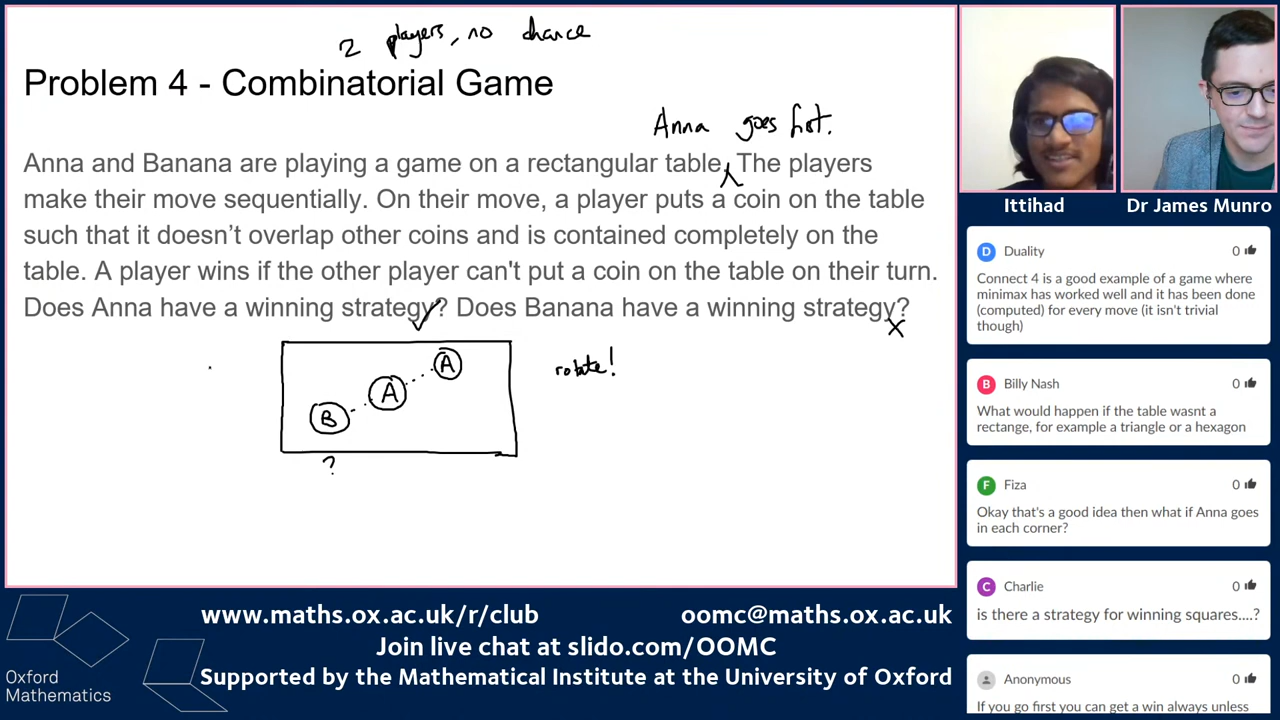 2 players, no chance
Problem 4 - Combinatorial Game
Anna goes first.
Anna and Banana are playing a game on a rectangular table. The players
make their move sequentially. On their move, a player puts a coin on the table
such that it doesn't overlap other coins and is contained completely on the
table. A player wins if the other player can't put a coin on the table on their turn.
Does Anna have a winning strategy? Does Banana have a winning strategy?
A
A
B
?
rotate!
Ittihad
Dr James Munro
D
Duality
0
Connect 4 is a good example of a game where
minimax has worked well and it has been done
(computed) for every move (it isn't trivial
though)
B
Billy Nash
0
What would happen if the table wasnt a
rectange, for example a triangle or a hexagon
F
Fiza
0
Okay that's a good idea then what if Anna goes
in each corner?
C
Charlie
0
is there a strategy for winning squares....?
Anonymous
0
If you go first you can get a win always unless
Oxford
Mathematics
www.maths.ox.ac.uk/r/club
oomc@maths.ox.ac.uk
Join live chat at slido.com/OOMC
Supported by the Mathematical Institute at the University of Oxford